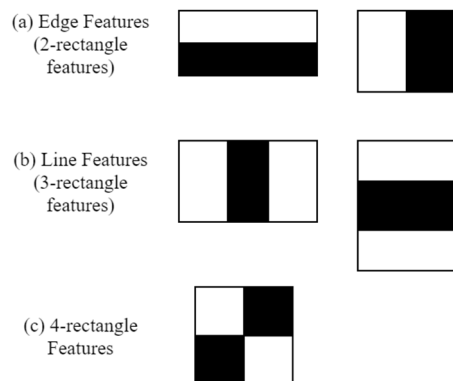 (a) Edge Features
(2-rectangle
features)
(b) Line Features
(3-rectangle
features)
(c) 4-rectangle
Features